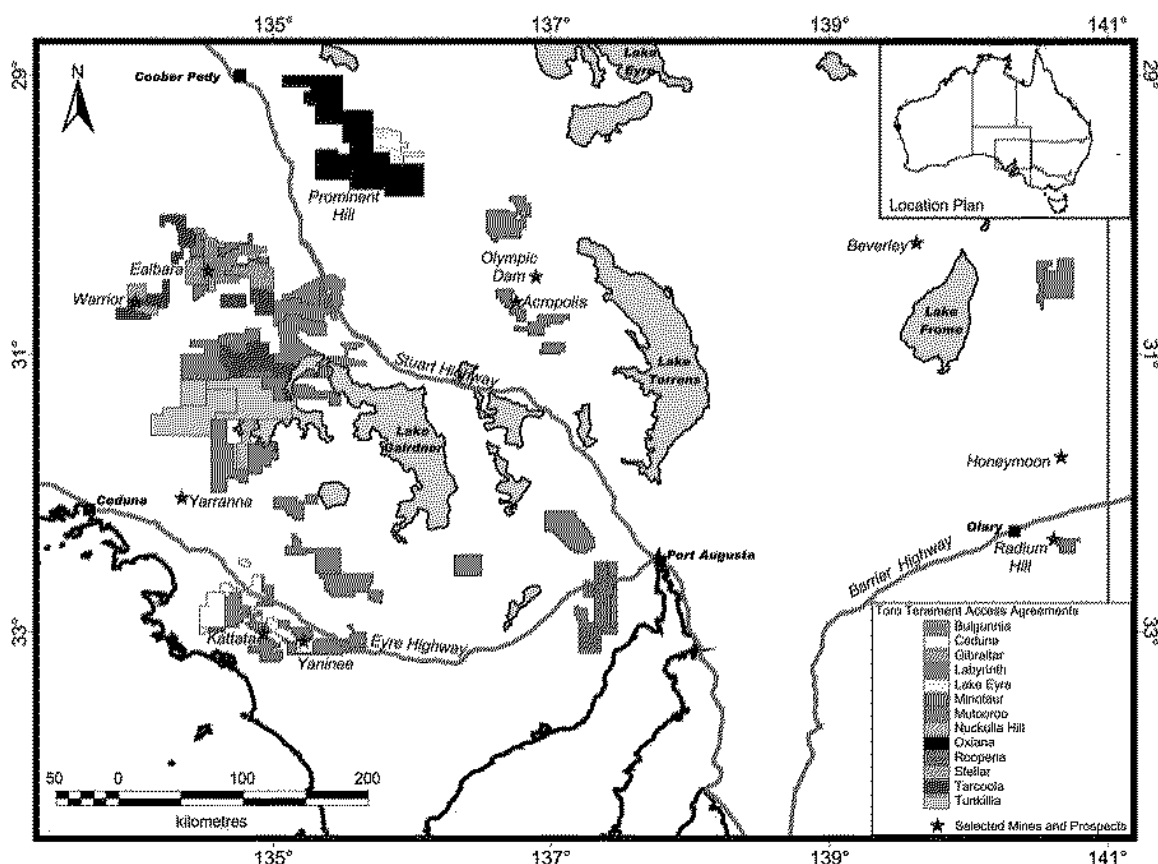 135° 137° 139° 141°
29° 29°
N
Coober Pedy
Lake
Eyre
Prominent
Hill
Location Plan
Ealbara
Warrior
Olympic
Dam
Acropolis
Beverley
Lake
Frome
31° 31°
Stuart Highway
Lake
Torrens
Lake
Gairdner
Honeymoon
Ceduna
Yarranna
Port Augusta
Olary
Radium
Hill
Barrier Highway
33° 33°
Kattata
Yaninee
Eyre Highway
Toro Tenement Access Agreements
Bulgunnia
Ceduna
Gibraltar
Labyrinth
Lake Eyre
Minotaur
Mutooroo
Nuckulla Hill
Oxiana
Roopena
Stellar
Tarcoola
Tunkillia
Selected Mines and Prospects
50 0 100 200
kilometres
135° 137° 139° 141°